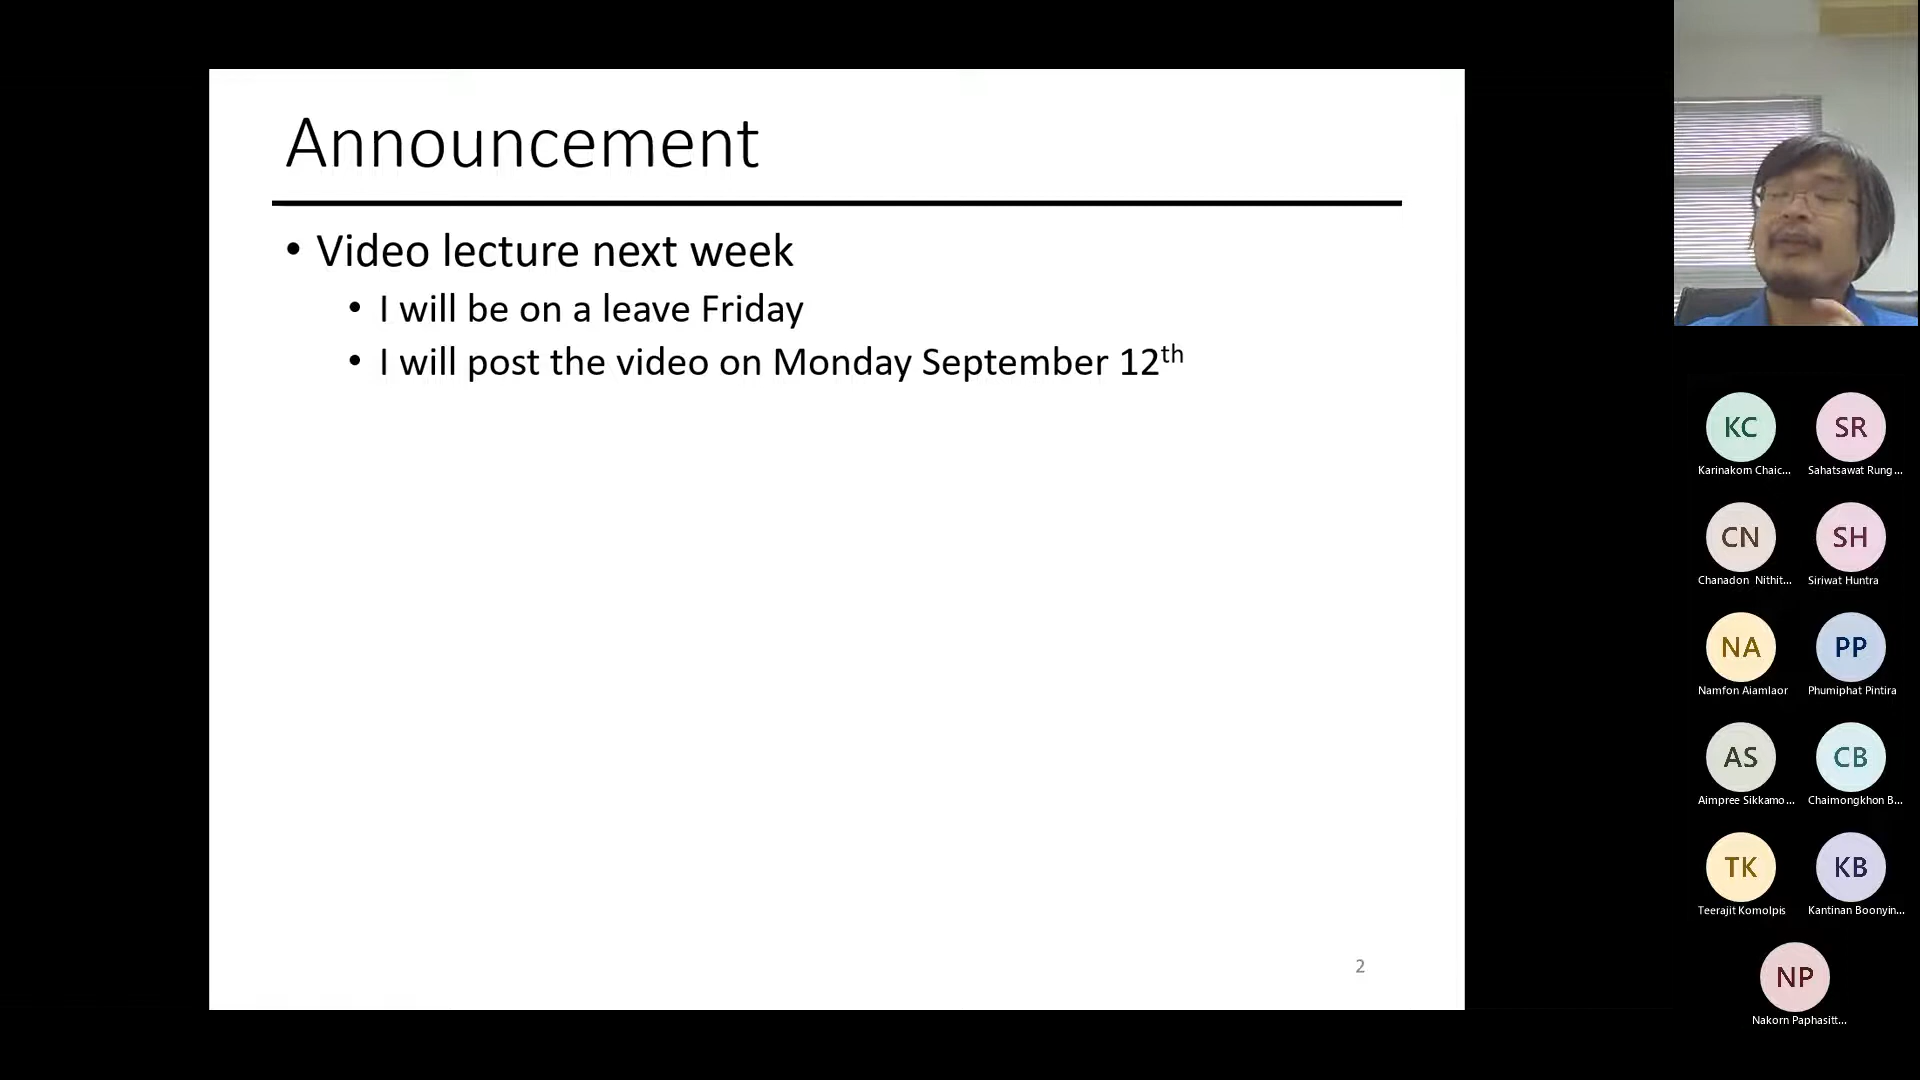 Announcement
• Video lecture next week
• I will be on a leave Friday
• I will post the video on Monday September 12th
2
KC
SR
Karinakorn Chaic...
Sahatsawat Rung...
CN
SH
Chanadon Nithit...
Siriwat Huntra
NA
PP
Namfon Aiamlaor
Phumiphat Pintira
AS
CB
Aimpree Sikkamo...
Chaimongkhon B...
TK
KB
Teerajit Komolpis
Kantinan Boonyin...
NP
Nakorn Paphasitt...